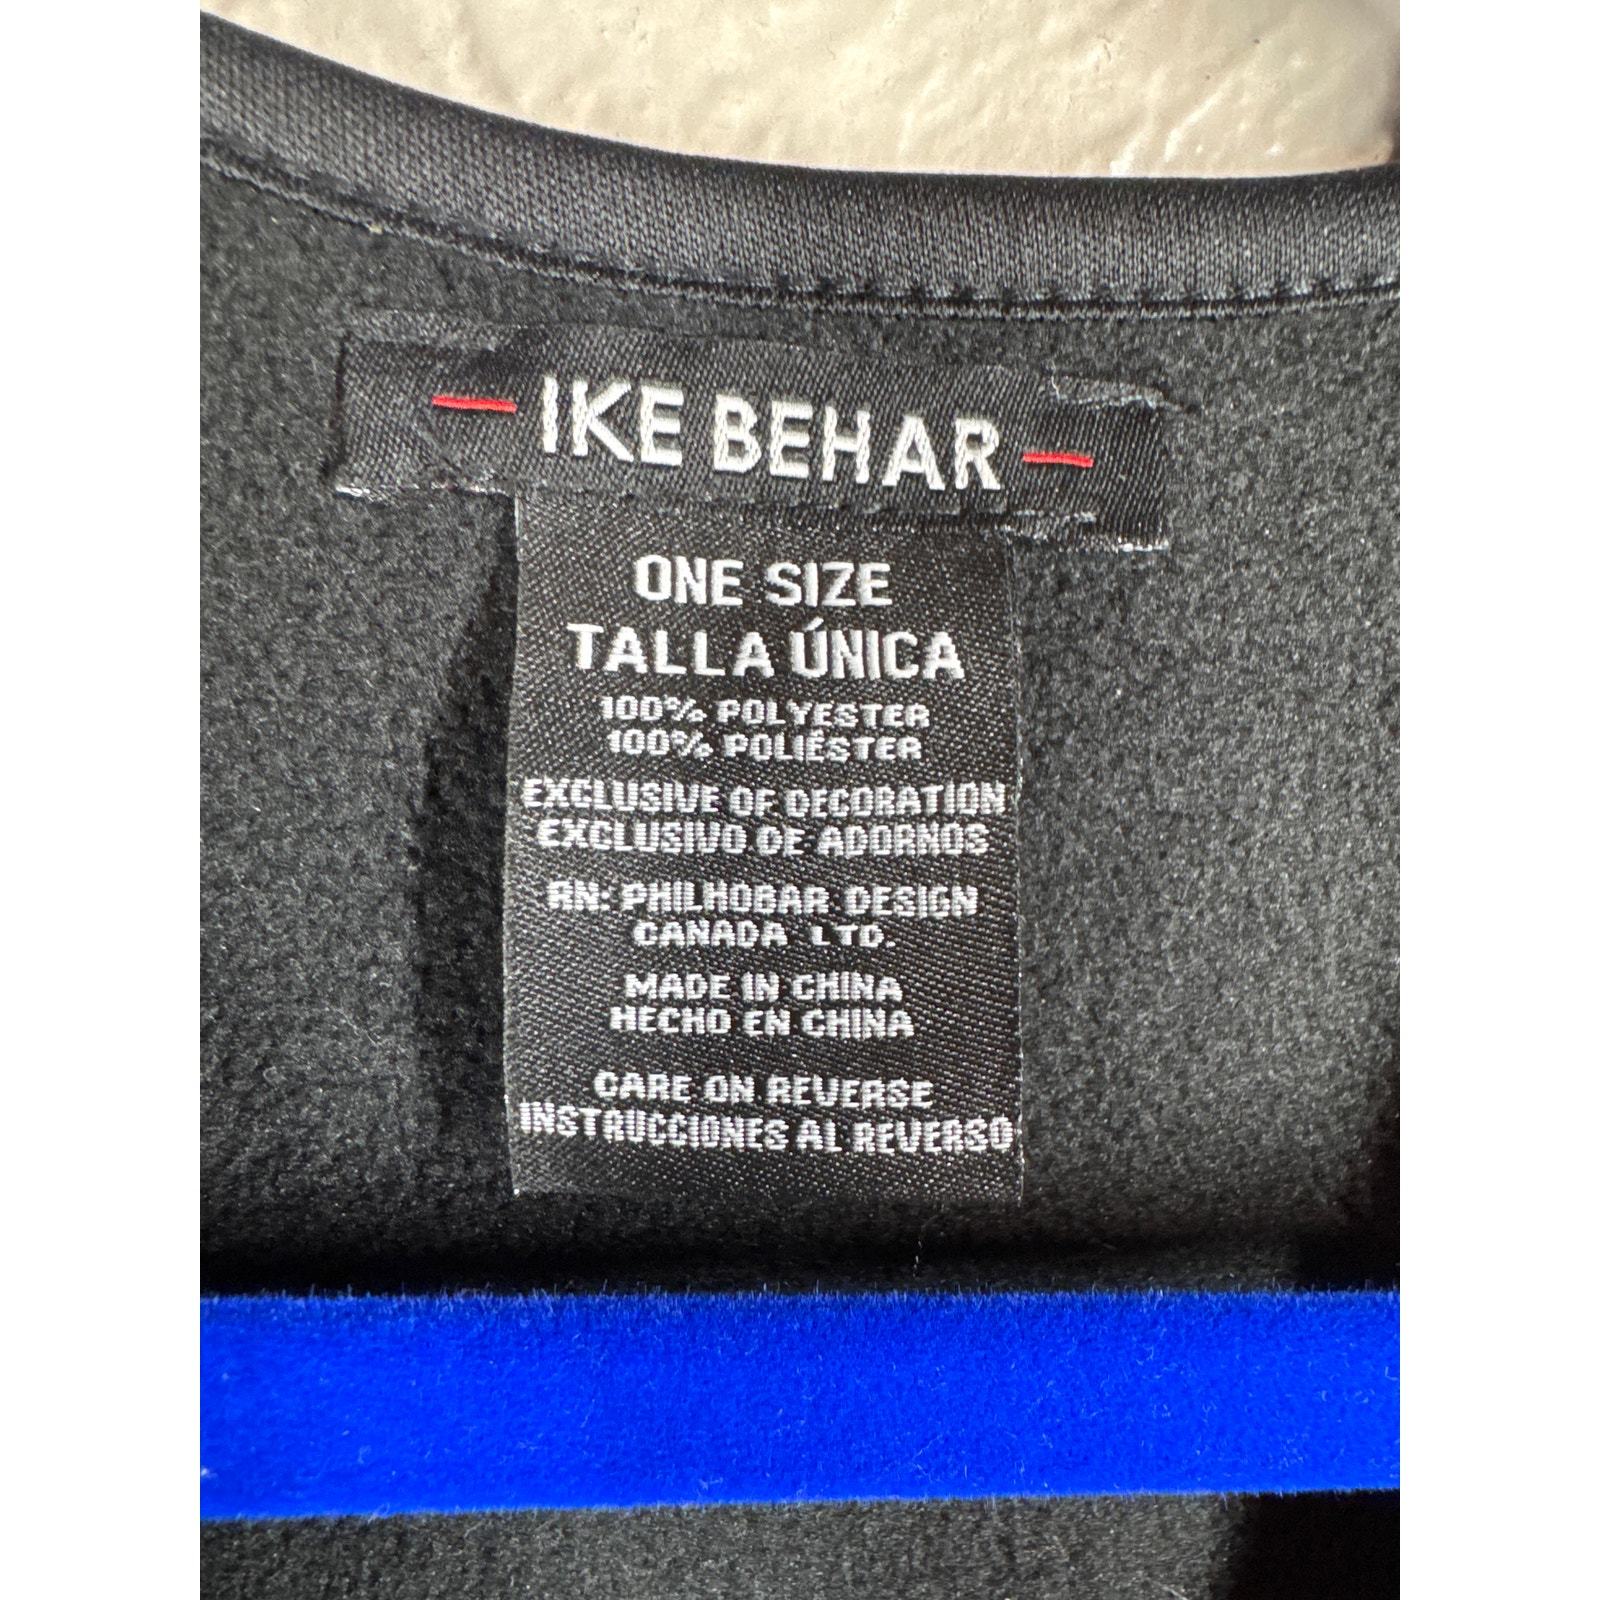 IKE BEHAR
ONE SIZE
TALLA ÚNICA
100% POLYESTER
100% POLIÉSTER
EXCLUSIVE OF DECORATION
EXCLUSIVO DE ADORNOS
RN: PHILHOBAR DESIGN
CANADA LTD.
MADE IN CHINA
HECHO EN CHINA
CARE ON REVERSE
INSTRUCCIONES AL REVERSO